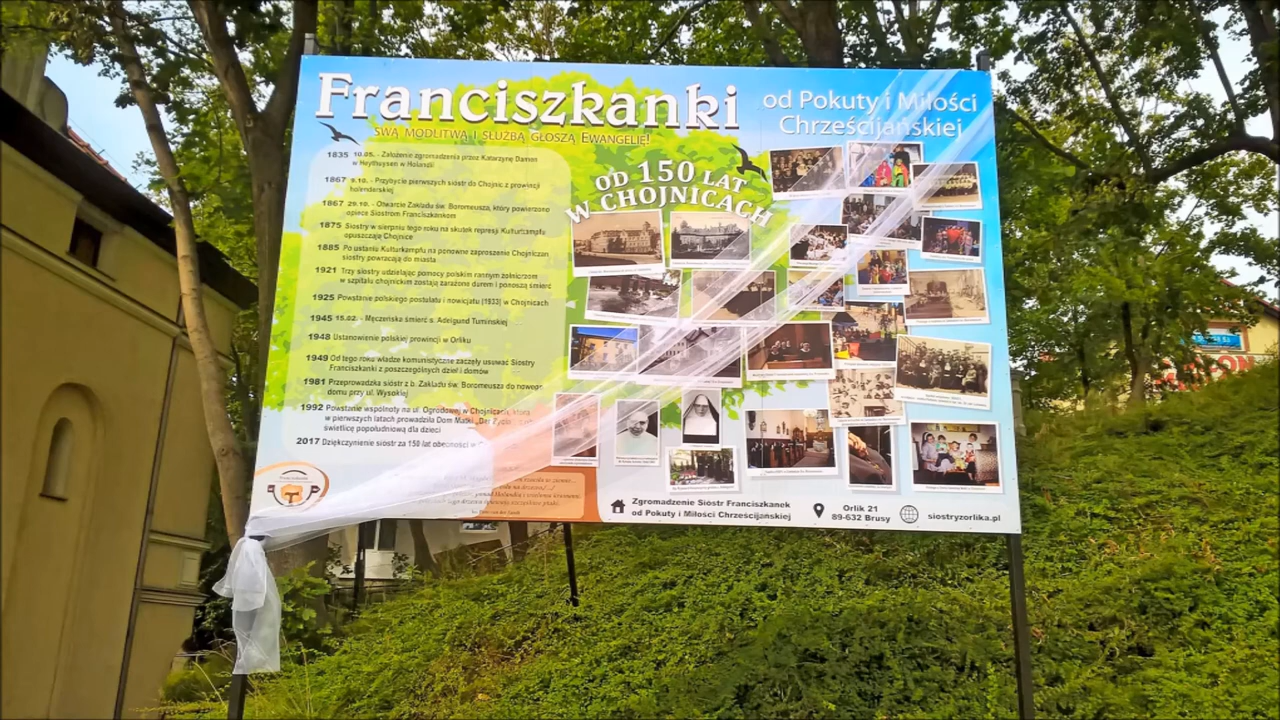 Franciszkanki
od Pokuty i Miłości
Chrześcijańskiej
SWĄ MODLITWĄ I SŁUŻBĄ GŁOSZĄ EWANGELIĘ!
OD 150 LAT
W CHOJNICACH
1835 10.05. - Założenie zgromadzenia przez Katarzynę Damen
w Heythuysen w Holandii
1867 9.10. - Przybycie pierwszych sióstr do Chojnic z prowincji
holenderskiej
1867 29.10. - Otwarcie Zakładu św. Boromeusza, który powierzono
opiece Siostrom Franciszkankom
1875 Siostry w sierpniu tego roku na skutek represji Kulturkampfu
opuszczają Chojnice
1885 Po ustaniu Kulturkampfu na ponowne zaproszenie Chojniczan
siostry powracają do miasta
1921 Trzy siostry udzielając pomocy polskim rannym żołnierzom
w szpitalu chojnickim zostają zarażone durem i ponoszą śmierć
1925 Powstanie polskiego postulatu i nowicjatu (1933) w Chojnicach
1945 15.02. - Męczeńska śmierć s. Adelgund Tumińskiej
1948 Ustanowienie polskiej prowincji w Orliku
1949 Od tego roku władze komunistyczne zaczęły usuwać Siostry
Franciszkanki z poszczególnych dzieł i domów
1981 Przeprowadzka sióstr z b. Zakładu św. Boromeusza do nowego
domu przy ul. Wysokiej
1992 Powstanie wspólnoty na ul. Ogrodowej w Chojnicach, która
w pierwszych latach prowadziła Dom Matki
świetlicę popołudniową dla dzieci
2017 Dziękczynienie sióstr za 150 lat obecności w
Zgromadzenie Sióstr Franciszkanek
od Pokuty i Miłości Chrześcijańskiej
Orlik 21
89-632 Brusy
siostryzorlika.pl